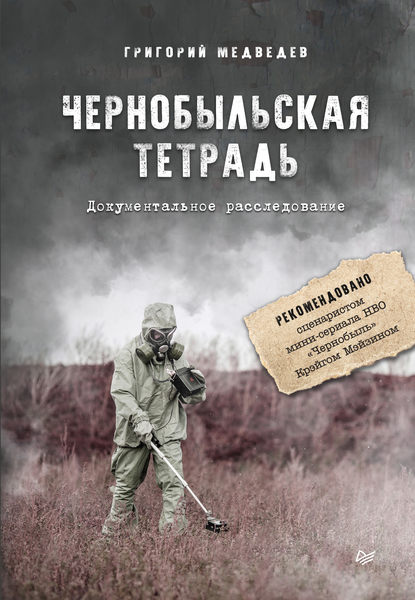 ГРИГОРИЙ МЕДВЕДЕВ
ЧЕРНОБЫЛЬСКАЯ
ТЕТРАДЬ
Документальное расследование
РЕКОМЕНДОВАНО
сценаристом
мини-сериала HBO
«Чернобыль»
Крэйгом Мэйзином